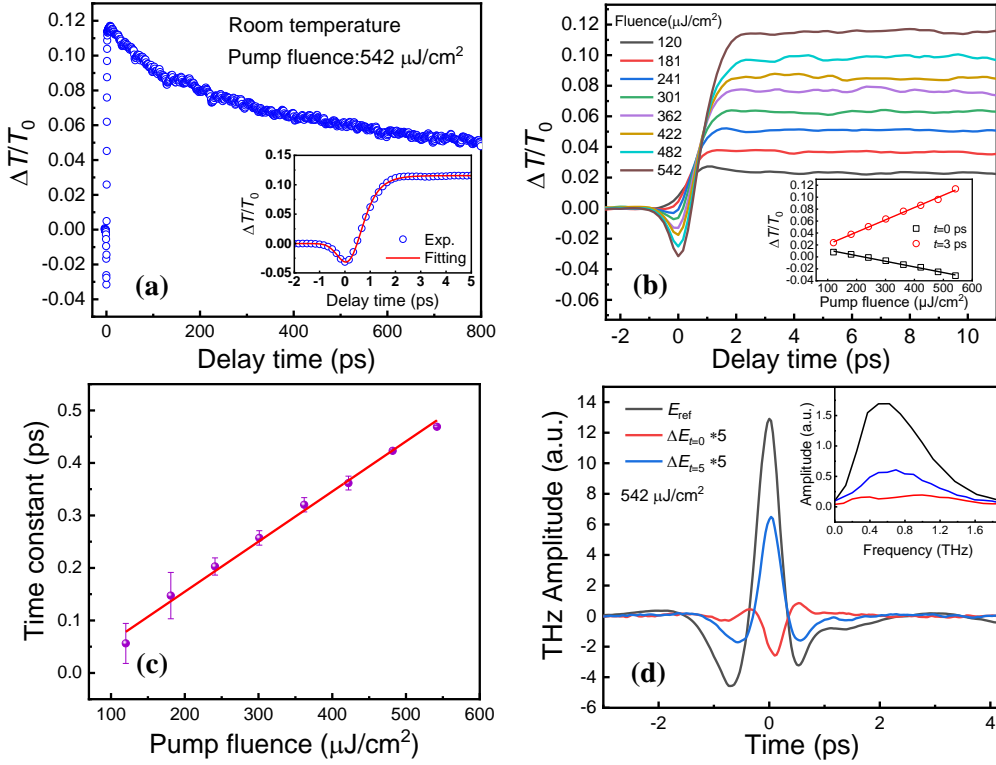 0.12
0.10
0.08
0.06
0.04
0.02
0.00
-0.02
-0.04
ΔT/T0
Room temperature
Pump fluence:542 μJ/cm2
0.15
0.10
0.05
0.00
-0.05
ΔT/T0
Exp.
Fitting
-2 -1 0 1 2 3 4 5
Delay time (ps)
(a)
0 200 400 600 800
Delay time (ps)
0.12
0.10
0.08
0.06
0.04
0.02
0.00
-0.02
-0.04
-0.06
ΔT/T0
Fluence(μJ/cm2)
120
181
241
301
362
422
482
542
0.12
0.10
0.08
0.06
0.04
0.02
0.00
-0.02
-0.04
ΔT/T0
t=0 ps
t=3 ps
100 200 300 400 500 600
Pump fluence (μJ/cm2)
(b)
-2 0 2 4 6 8 10
Delay time (ps)
0.5
0.4
0.3
0.2
0.1
0.0
Time constant (ps)
(c)
100 200 300 400 500 600
Pump fluence (μJ/cm2)
14
12
10
8
6
4
2
0
-2
-4
-6
THz Amplitude (a.u.)
Eref
ΔEt=0 *5
ΔEt=5 *5
542 μJ/cm2
1.5
1.0
0.5
0.0
Amplitude (a.u.)
0.0 0.4 0.8 1.2 1.6
Frequency (THz)
(d)
-2 0 2 4
Time (ps)